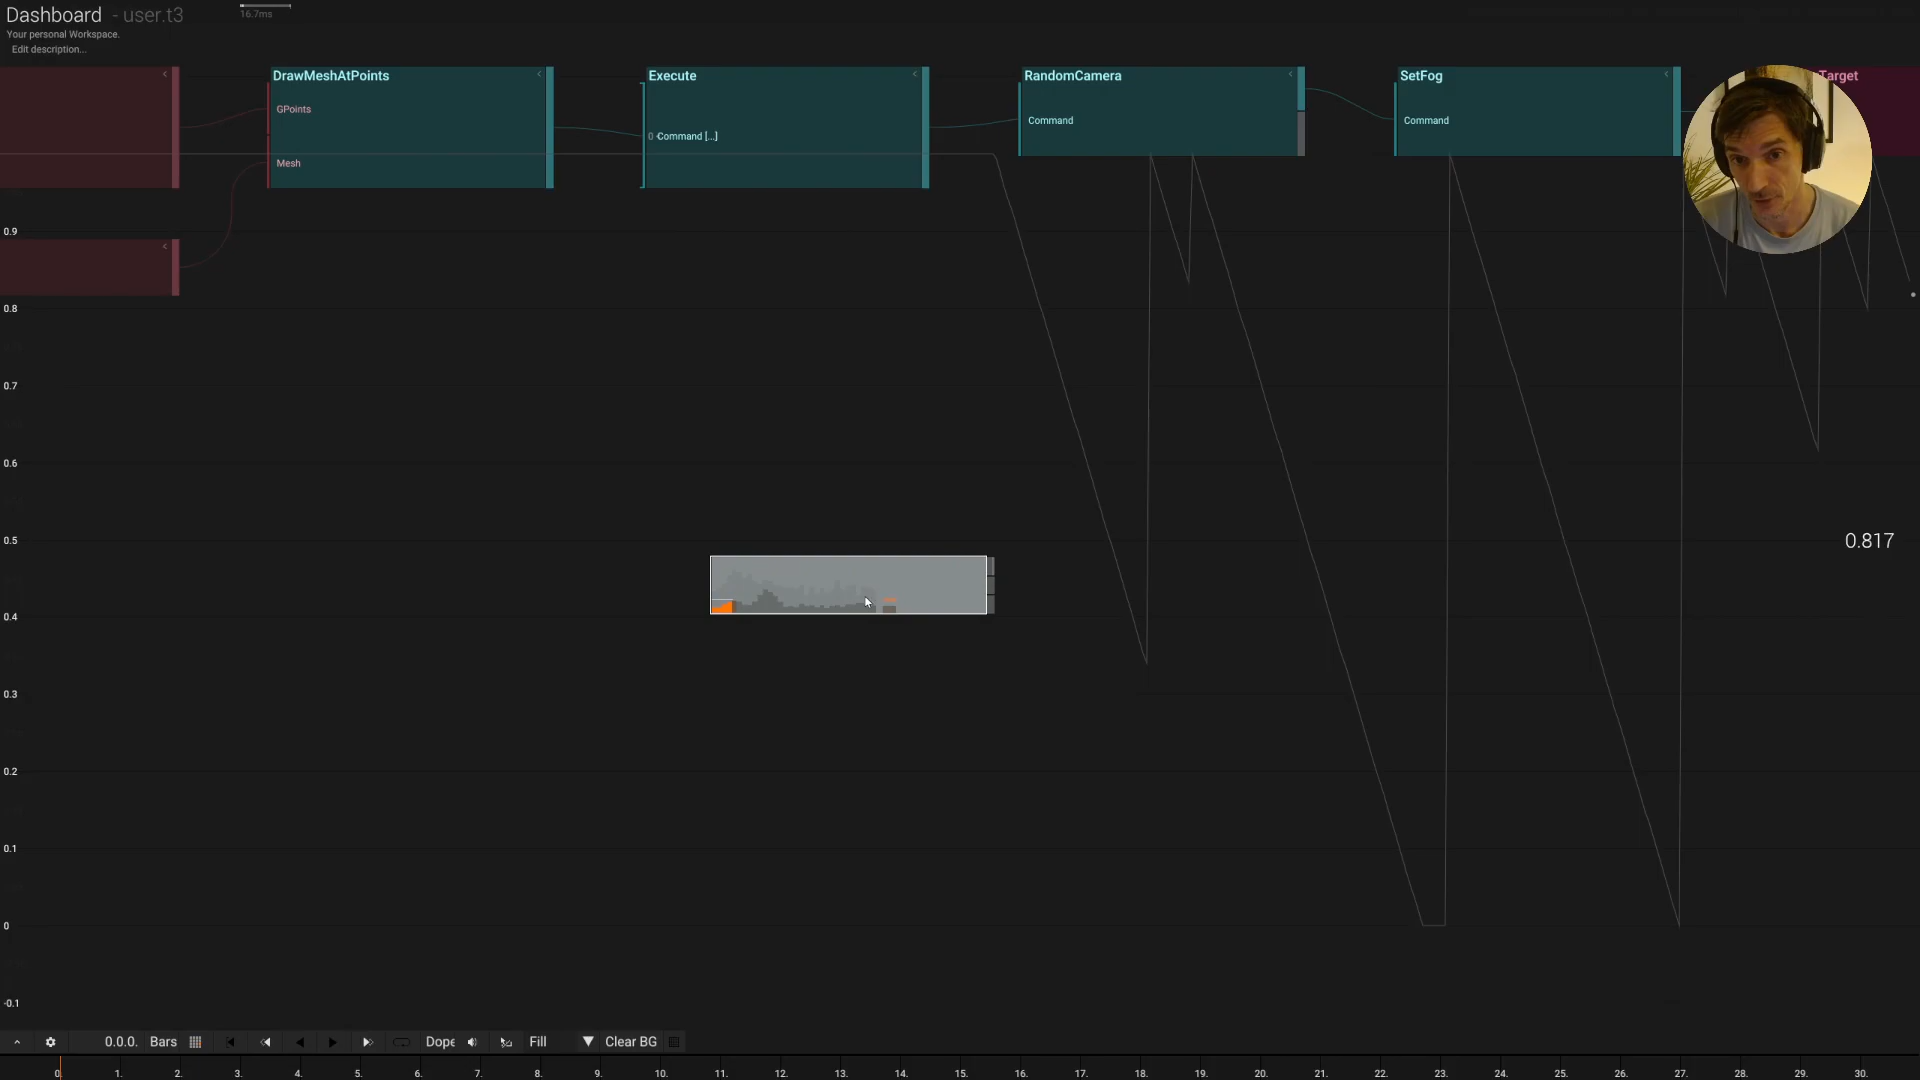 Dashboard - user.t3
16.7ms
Your personal Workspace.
Edit description...
DrawMeshAtPoints
Execute
RandomCamera
SetFog
Target
GPoints
Command
Command
0 Command [...]
Mesh
0.9
0.8
0.7
0.6
0.5
0.817
0.4
0.3
0.2
0.1
0
-0.1
0.0.0. Bars Dope Fill Clear BG
0. 1. 2. 3. 4. 5. 6. 7. 8. 9. 10. 11. 12. 13. 14. 15. 16. 17. 18. 19. 20. 21. 22. 23. 24. 25. 26. 27. 28. 29. 30.